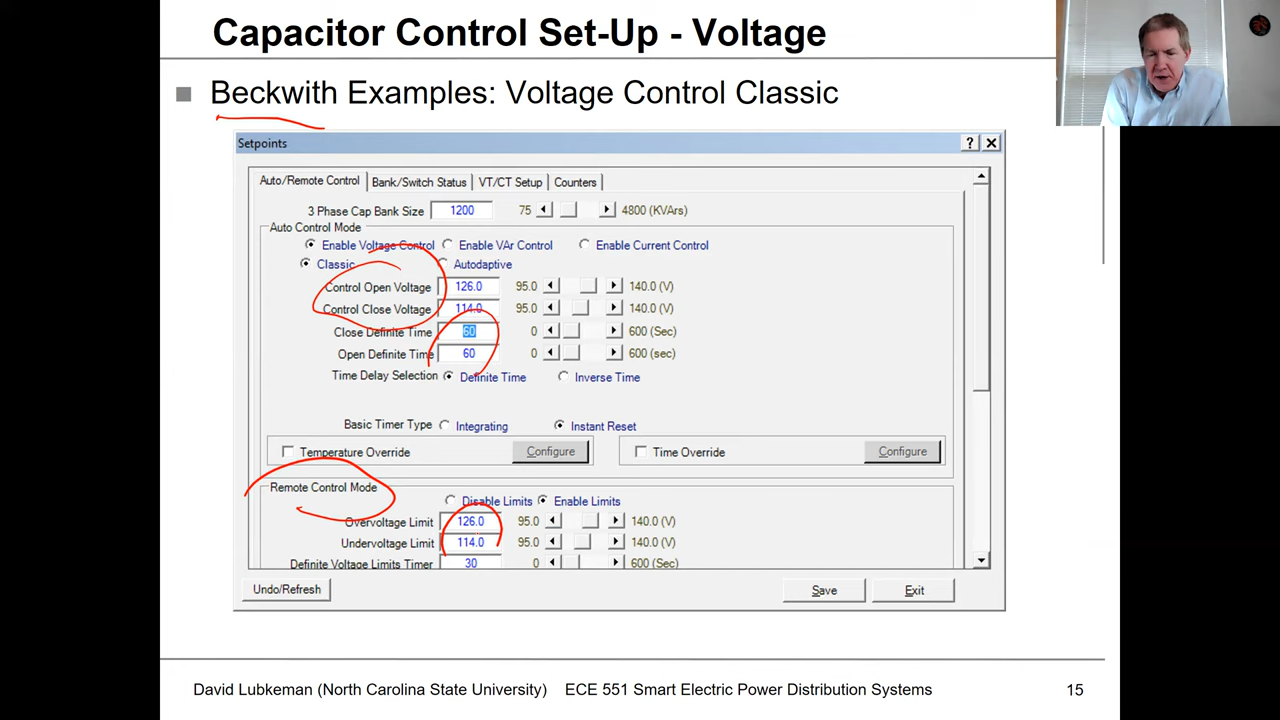 Capacitor Control Set-Up - Voltage
Beckwith Examples: Voltage Control Classic
Setpoints
Auto/Remote Control Bank/Switch Status VT/CT Setup Counters
3 Phase Cap Bank Size 1200 75 4800 (KVArs)
Auto Control Mode
Enable Voltage Control Enable VAr Control Enable Current Control
Classic Autodaptive
Control Open Voltage 126.0 95.0 140.0 (V)
Control Close Voltage 114.0 95.0 140.0 (V)
Close Definite Time 60 0 600 (Sec)
Open Definite Time 60 0 600 (sec)
Time Delay Selection Definite Time Inverse Time
Basic Timer Type Integrating Instant Reset
Temperature Override Configure Time Override Configure
Remote Control Mode
Disable Limits Enable Limits
Overvoltage Limit 126.0 95.0 140.0 (V)
Undervoltage Limit 114.0 95.0 140.0 (V)
Definite Voltage Limits Timer 30 0 600 (Sec)
Undo/Refresh Save Exit
David Lubkeman (North Carolina State University) ECE 551 Smart Electric Power Distribution Systems 15